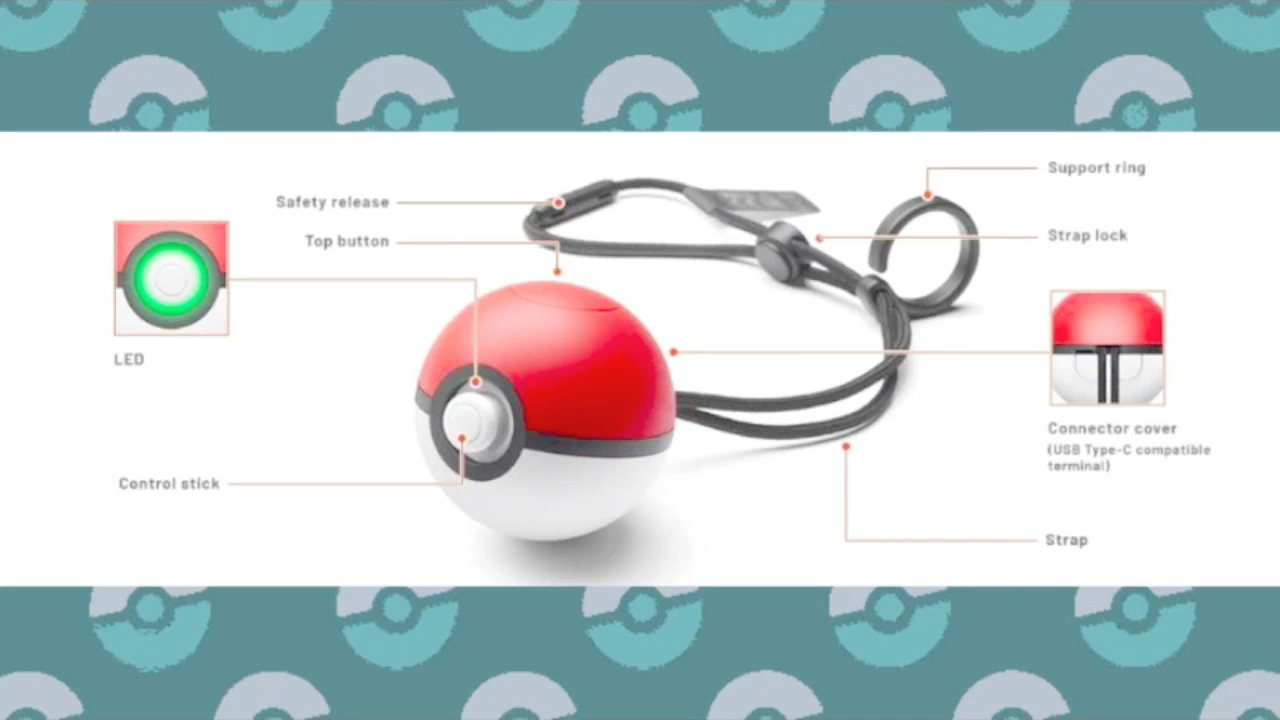 Support ring
Safety release
Strap lock
Top button
LED
Connector cover
(USB Type-C compatible
terminal)
Control stick
Strap